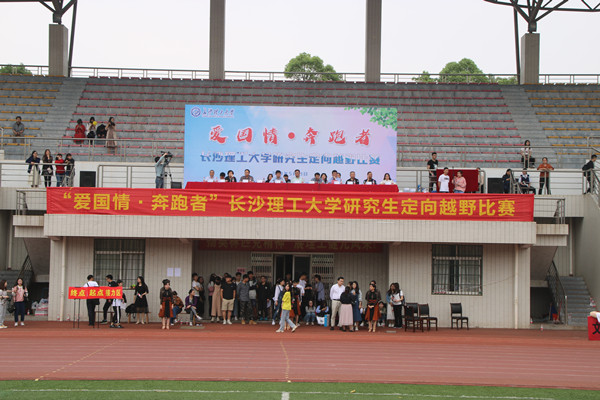 爱国情·奔跑者
长沙理工大学研究生定向越野比赛
“爱国情·奔跑者”长沙理工大学研究生定向越野比赛
终点 起点